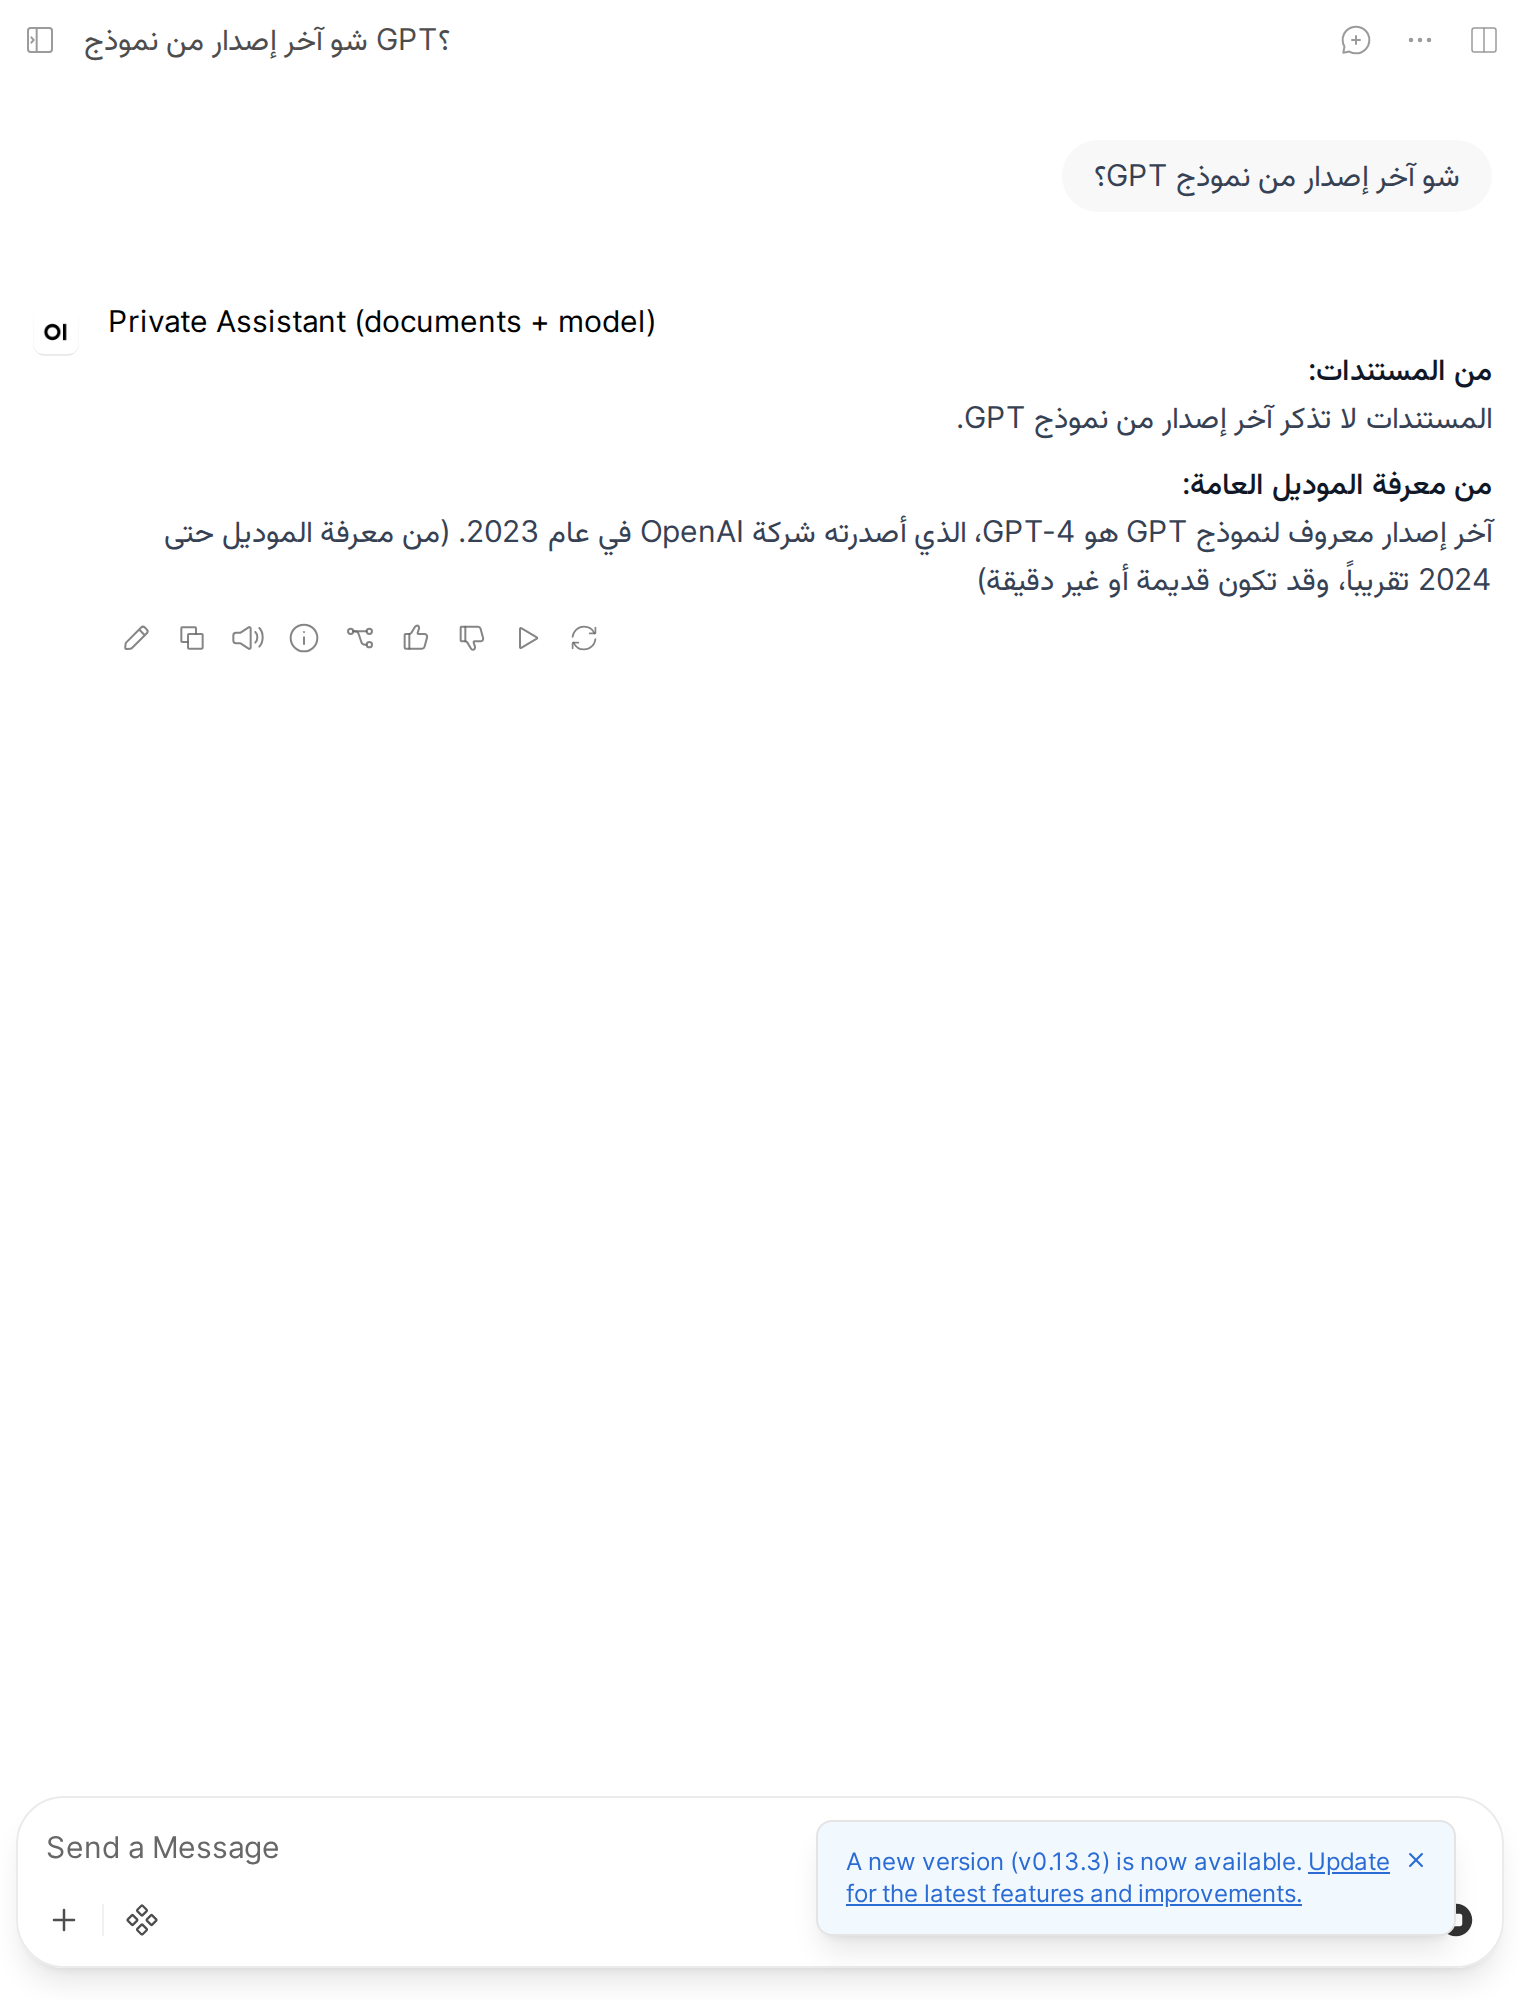 شو آخر إصدار من نموذج GPT؟
شو آخر إصدار من نموذج GPT؟
OI
Private Assistant (documents + model)
من المستندات:
المستندات لا تذكر آخر إصدار من نموذج GPT.
من معرفة الموديل العامة:
آخر إصدار معروف لنموذج GPT هو GPT-4، الذي أصدرته شركة OpenAI في عام 2023. (من معرفة الموديل حتى
2024 تقريباً، وقد تكون قديمة أو غير دقيقة)
Send a Message
A new version (v0.13.3) is now available. Update
for the latest features and improvements.